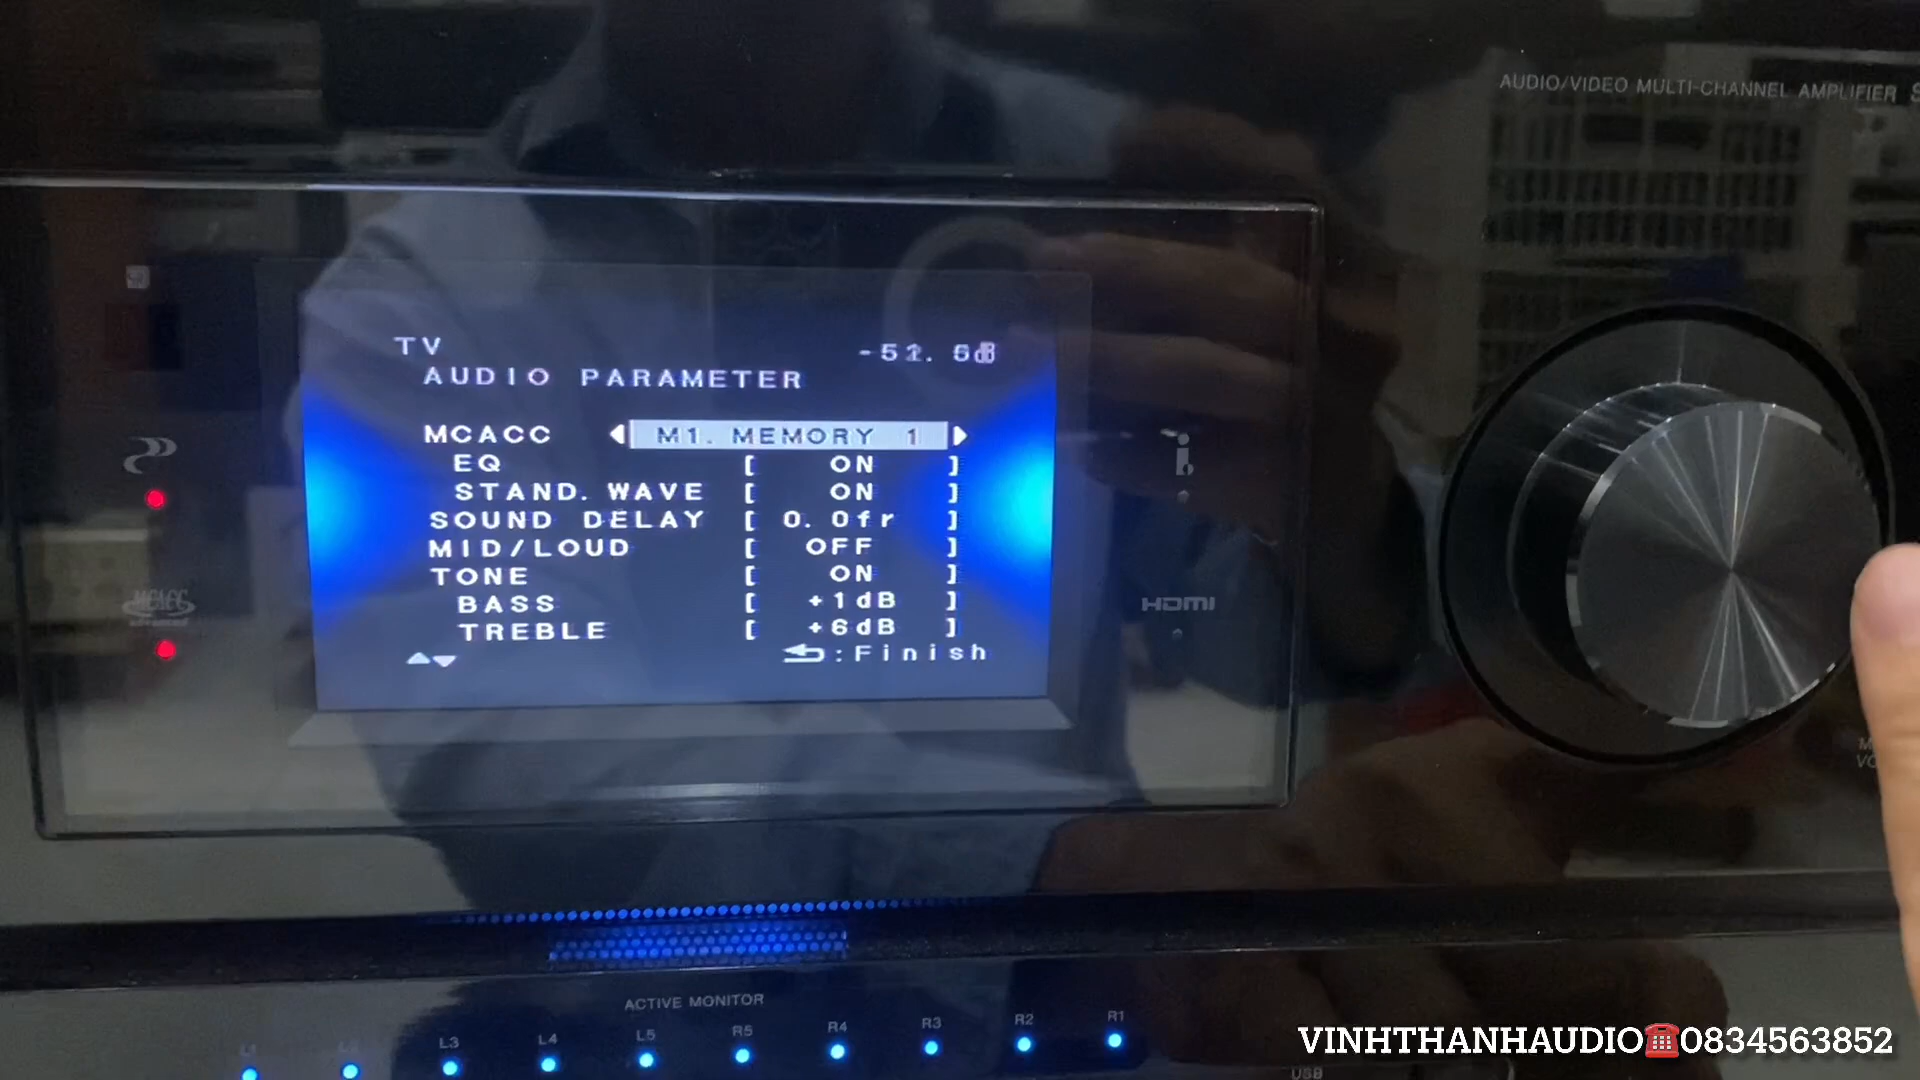 AUDIO/VIDEO MULTI-CHANNEL AMPLIFIER
TV
AUDIO PARAMETER
MCACC M1. MEMORY 1
EQ [ ON ]
STAND. WAVE [ ON ]
SOUND DELAY [ 0.0fr ]
MID/LOUD [ OFF ]
TONE [ ON ]
BASS [ +1dB ]
TREBLE [ +6dB ]
:Finish
MCACC
HDMI
ACTIVE MONITOR
L3 L4 L5 R5 R4 R3 R2 R1
USB
VINHTHANHAUDIO☎0834563852